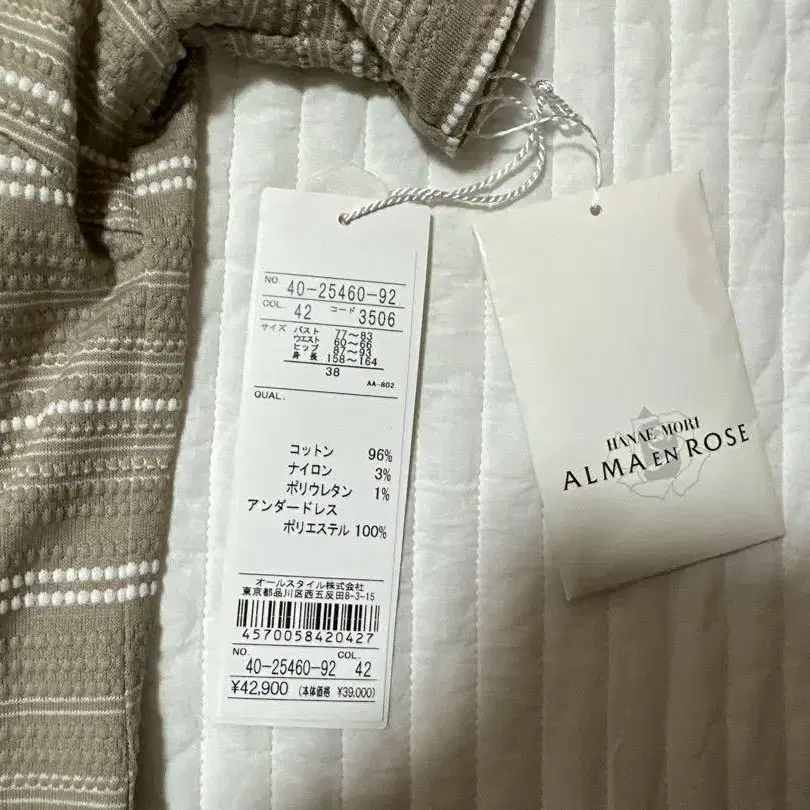 NO. 40-25460-92
COL. 42 コード 3506
サイズ バスト 77〜83
ウエスト 60〜66
ヒップ 87〜93
身長 158〜164
38
AA-802
QUAL.
コットン 96%
ナイロン 3%
ポリウレタン 1%
アンダードレス
ポリエステル 100%
オールスタイル株式会社
東京都品川区西五反田8-3-15
4570058420427
NO. COL.
40-25460-92 42
¥42,900 (本体価格 ¥39,000)
HANAE MORI
ALMA EN ROSE